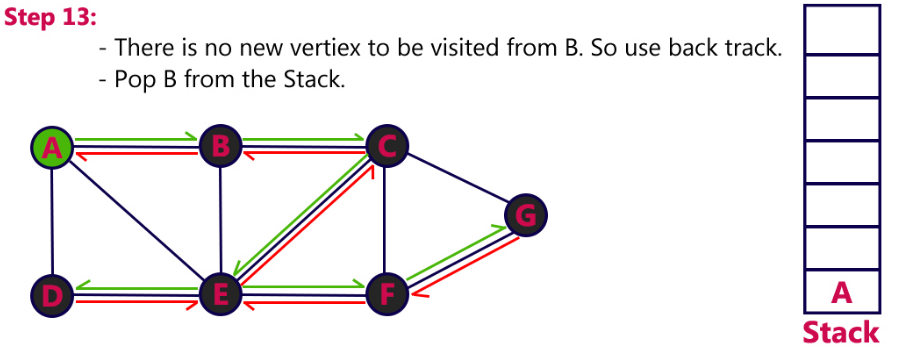 Step 13:
- There is no new vertiex to be visited from B. So use back track.
- Pop B from the Stack.
A B C
G
D E F
A
Stack